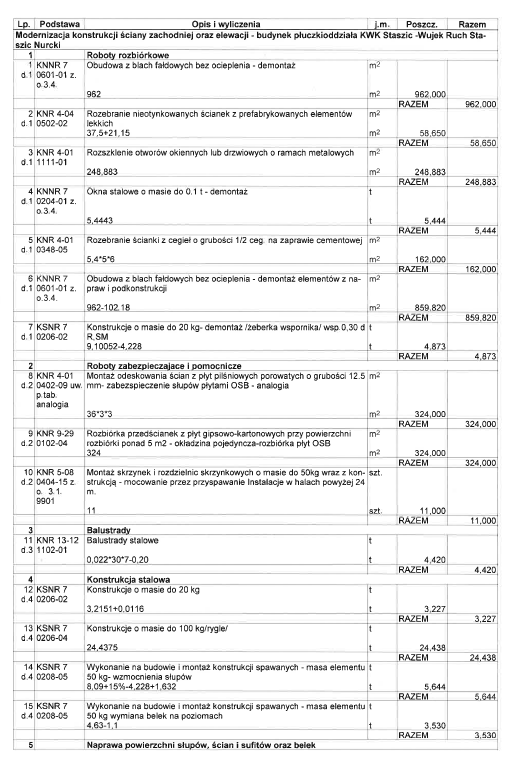 Lp. Podstawa Opis i wyliczenia j.m. Poszcz. Razem
Modernizacja konstrukcji ściany zachodniej oraz elewacji - budynek płuczkioddziała KWK Staszic -Wujek Ruch Sta-
szic Nurcki
1 Roboty rozbiórkowe
1 KNNR 7 Obudowa z blach fałdowych bez ocieplenia - demontaż m2
d.1 0601-01 z.
o.3.4.
962 m2 962,000
RAZEM 962,000
2 KNR 4-04 Rozebranie nieotynkowanych ścianek z prefabrykowanych elementów m2
d.1 0502-02 lekkich
37,5+21,15 m2 58,650
RAZEM 58,650
3 KNR 4-01 Rozszklenie otworów okiennych lub drzwiowych o ramach metalowych m2
d.1 1111-01
248,883 m2 248,883
RAZEM 248,883
4 KNNR 7 Okna stalowe o masie do 0.1 t - demontaż t
d.1 0204-01 z.
o.3.4.
5,4443 t 5,444
RAZEM 5,444
5 KNR 4-01 Rozebranie ścianki z cegieł o grubości 1/2 ceg. na zaprawie cementowej m2
d.1 0348-05
5,4*5*6 m2 162,000
RAZEM 162,000
6 KNNR 7 Obudowa z blach fałdowych bez ocieplenia - demontaż elementów z na- m2
d.1 0601-01 z. praw i podkonstrukcji
o.3.4.
962-102,18 m2 859,820
RAZEM 859,820
7 KSNR 7 Konstrukcje o masie do 20 kg- demontaż /żeberka wspornika/ wsp.0,30 d t
d.1 0206-02 R,SM
9,10052-4,228 t 4,873
RAZEM 4,873
2 Roboty zabezpieczajace i pomocnicze
8 KNR 4-01 Montaż odeskowania ścian z płyt pilśniowych porowatych o grubości 12.5 m2
d.2 0402-09 uw. mm- zabezspieczenie słupów płytami OSB - analogia
p.tab.
analogia
36*3*3 m2 324,000
RAZEM 324,000
9 KNR 9-29 Rozbiórka przedścianek z płyt gipsowo-kartonowych przy powierzchni m2
d.2 0102-04 rozbiórki ponad 5 m2 - okładzina pojedyncza-rozbiórka płyt OSB
324 m2 324,000
RAZEM 324,000
10 KNR 5-08 Montaż skrzynek i rozdzielnic skrzynkowych o masie do 50kg wraz z kon- szt.
d.2 0404-15 z strukcją - mocowanie przez przyspawanie Instalacje w halach powyżej 24
o. 3.1. m.
9901
11 szt. 11,000
RAZEM 11,000
3 Balustrady
11 KNR 13-12 Balustrady stalowe t
d.3 1102-01
0,022*30*7-0,20 t 4,420
RAZEM 4,420
4 Konstrukcja stalowa
12 KSNR 7 Konstrukcje o masie do 20 kg t
d.4 0206-02
3,2151+0,0116 t 3,227
RAZEM 3,227
13 KSNR 7 Konstrukcje o masie do 100 kg/rygle/ t
d.4 0206-04
24,4375 t 24,438
RAZEM 24,438
14 KSNR 7 Wykonanie na budowie i montaż konstrukcji spawanych - masa elementu t
d.4 0208-05 50 kg- wzmocnienia słupów
8,09+15%-4,228+1,632 t 5,644
RAZEM 5,644
15 KSNR 7 Wykonanie na budowie i montaż konstrukcji spawanych - masa elementu t
d.4 0208-05 50 kg wymiana belek na poziomach
4,63-1,1 t 3,530
RAZEM 3,530
5 Naprawa powierzchni słupów, ścian i sufitów oraz belek